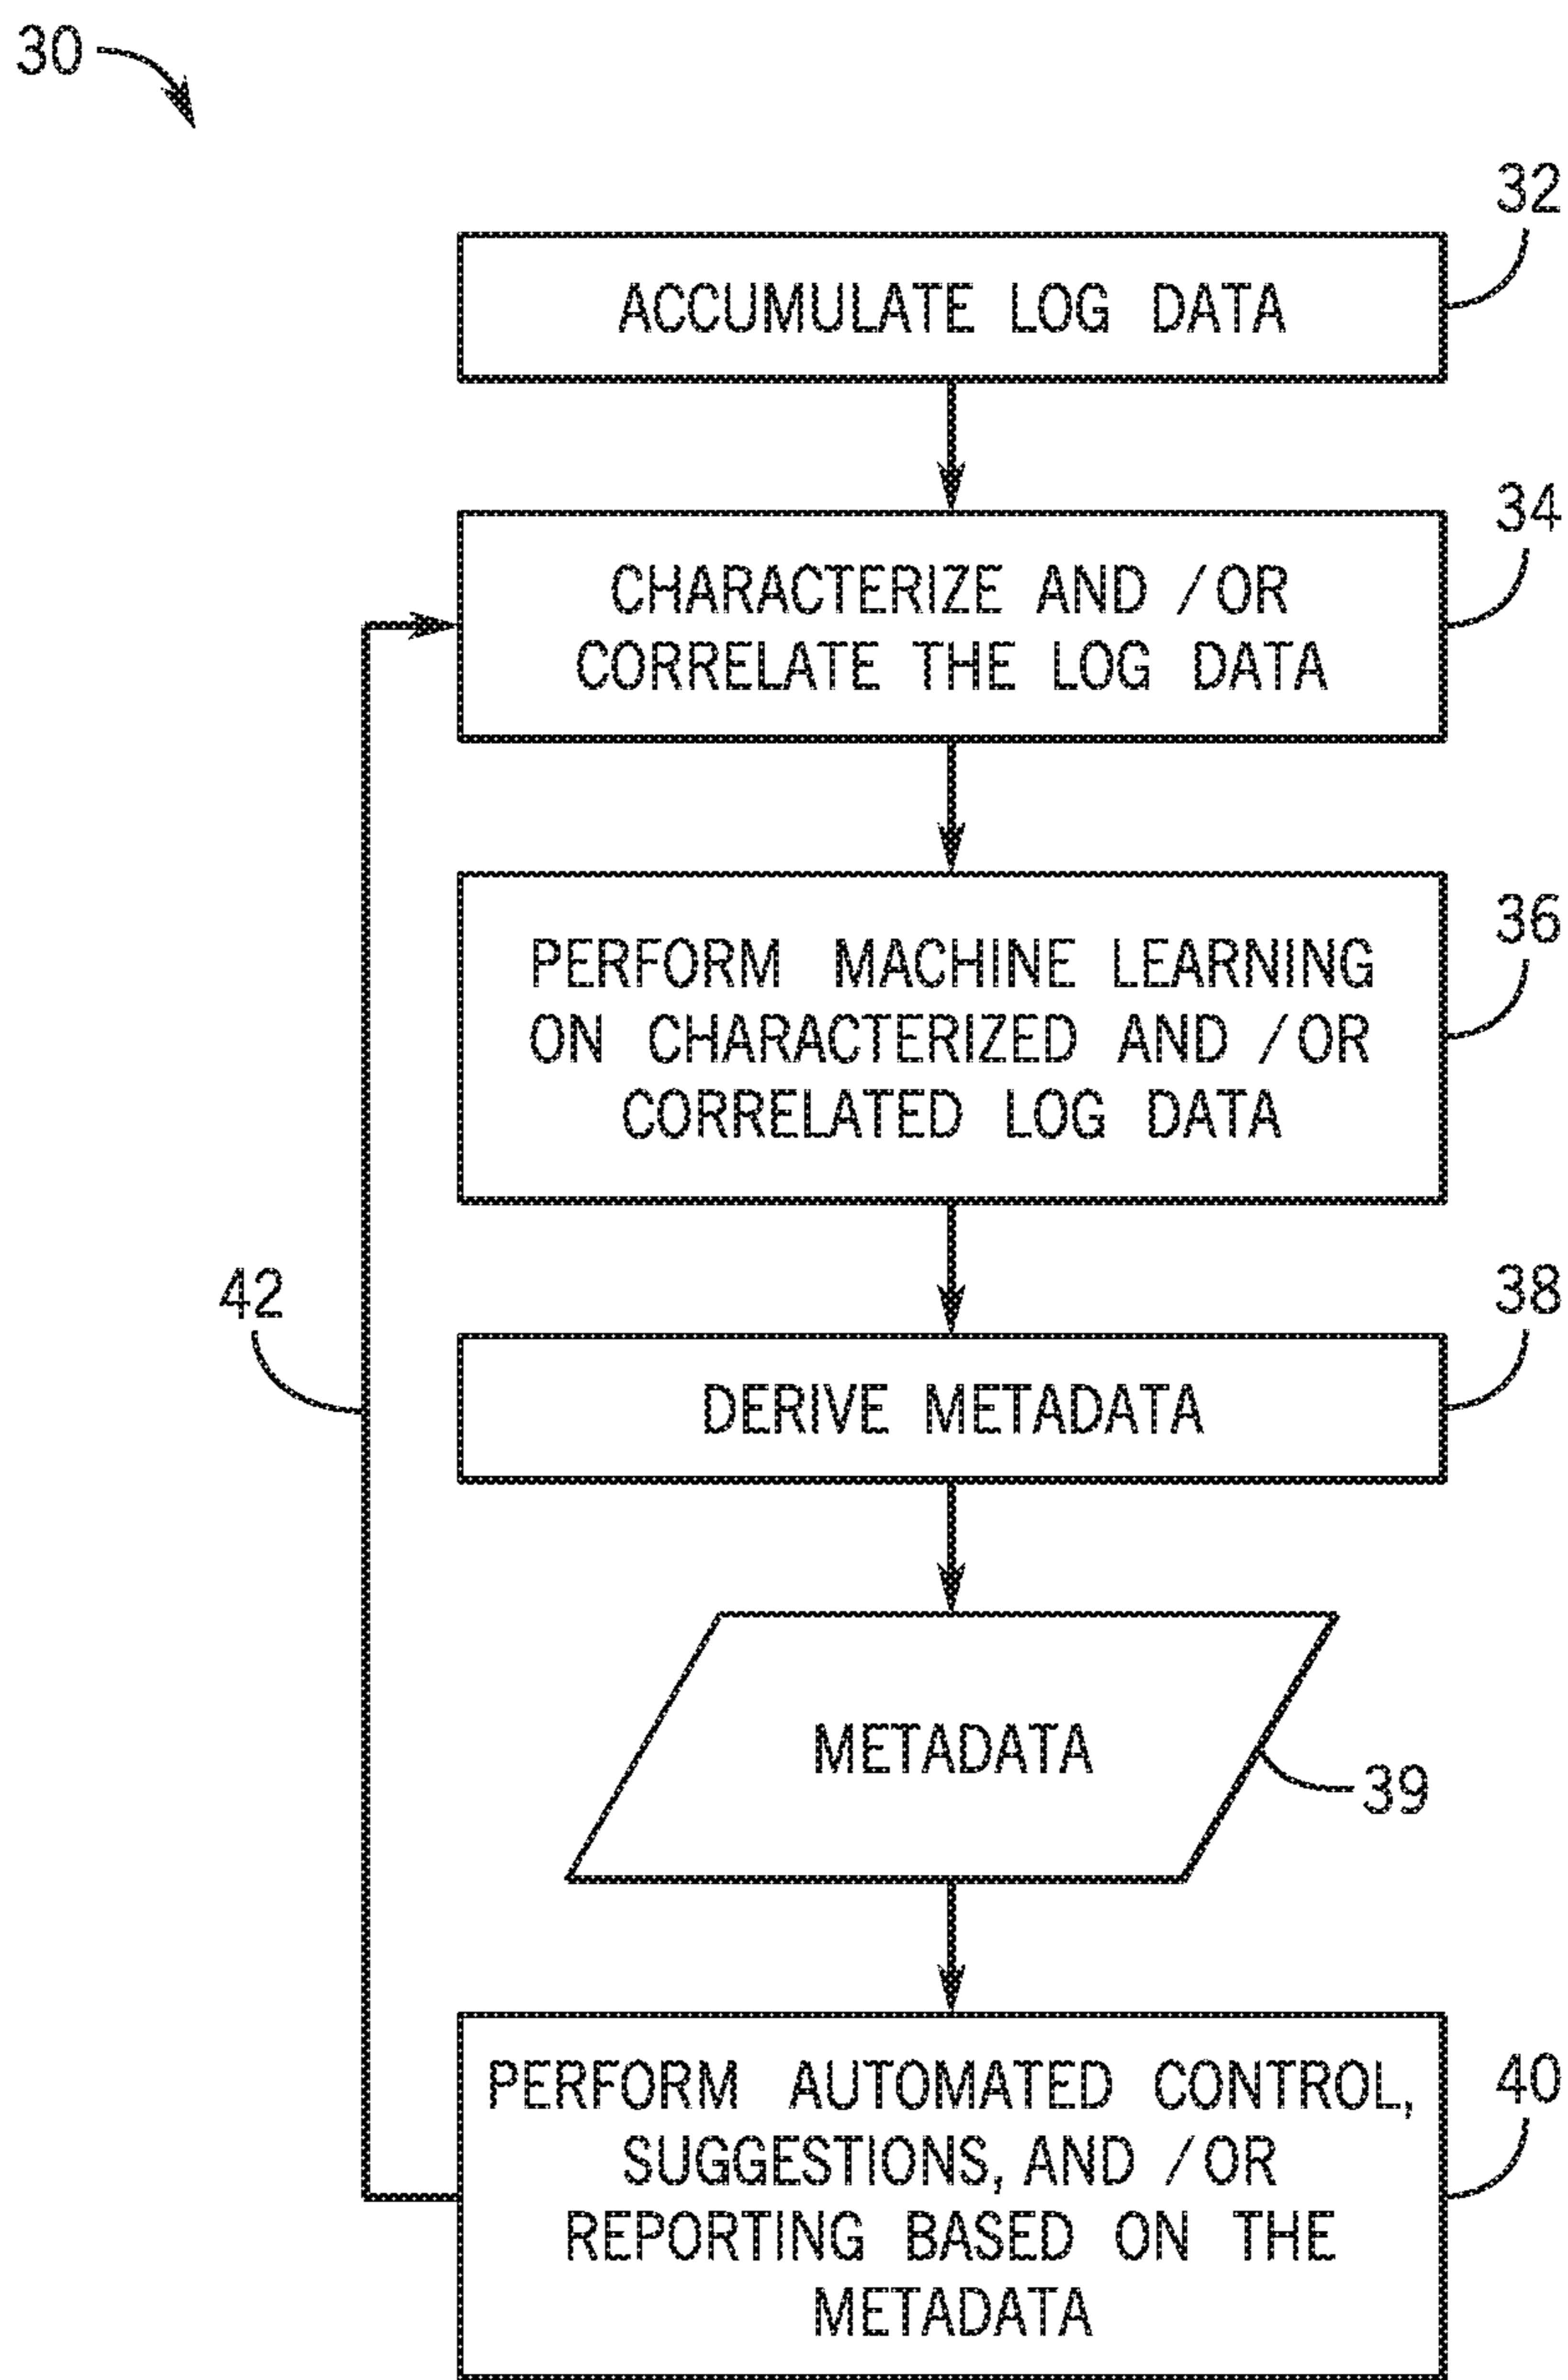 30
32
ACCUMULATE LOG DATA
34
CHARACTERIZE AND /OR
CORRELATE THE LOG DATA
36
PERFORM MACHINE LEARNING
ON CHARACTERIZED AND /OR
CORRELATED LOG DATA
42
38
DERIVE METADATA
METADATA
39
40
PERFORM AUTOMATED CONTROL,
SUGGESTIONS, AND /OR
REPORTING BASED ON THE
METADATA